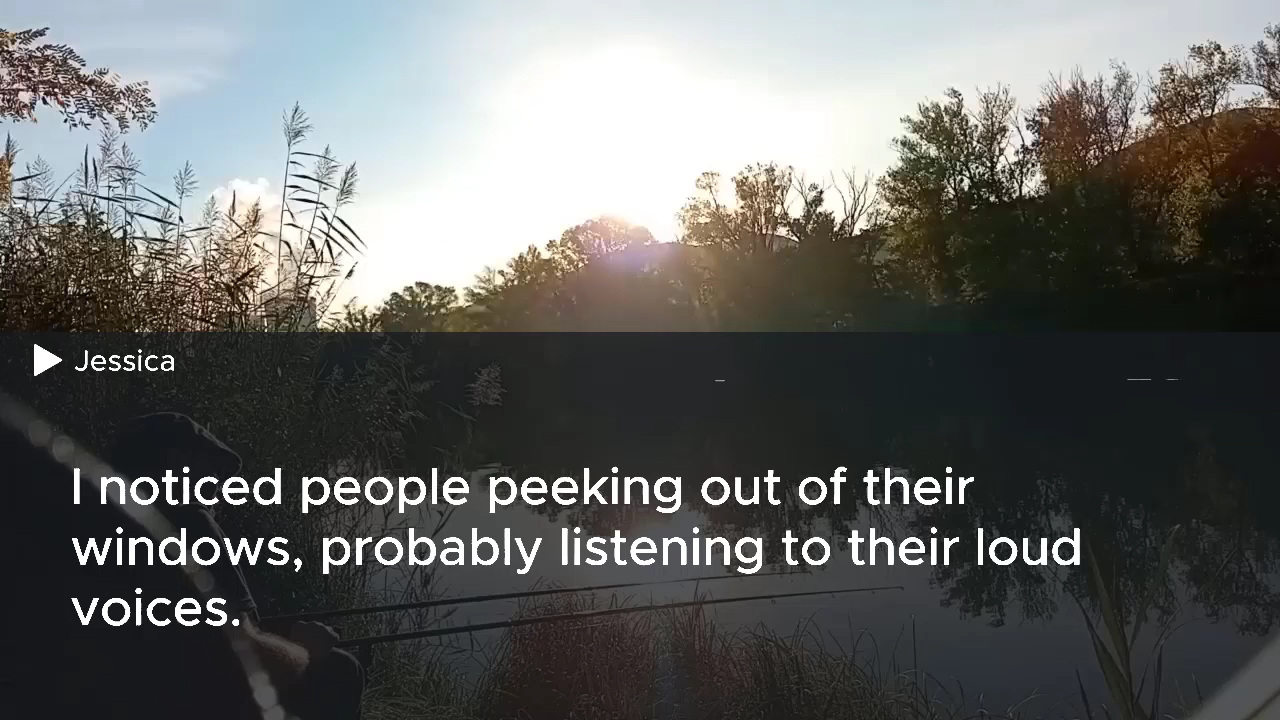 Jessica
I noticed people peeking out of their
windows, probably listening to their loud
voices.